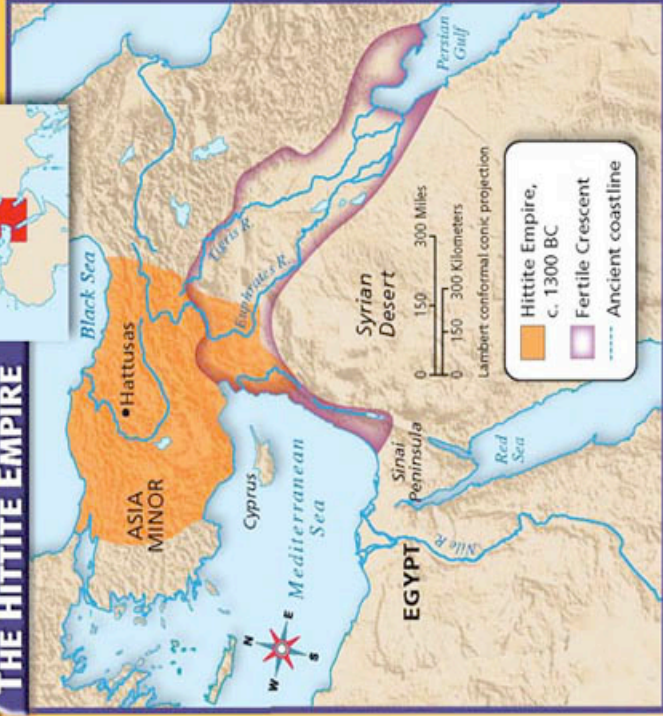 THE HITTITE EMPIRE
Black Sea
Hattusas
ASIA
MINOR
Tigris R.
Euphrates R.
Cyprus
Mediterranean
Sea
Syrian
Desert
Persian
Gulf
N
W
E
S
Sinai
Peninsula
EGYPT
Nile R.
Red
Sea
0 150 300 Miles
0 150 300 Kilometers
Lambert conformal conic projection
Hittite Empire,
c. 1300 BC
Fertile Crescent
Ancient coastline